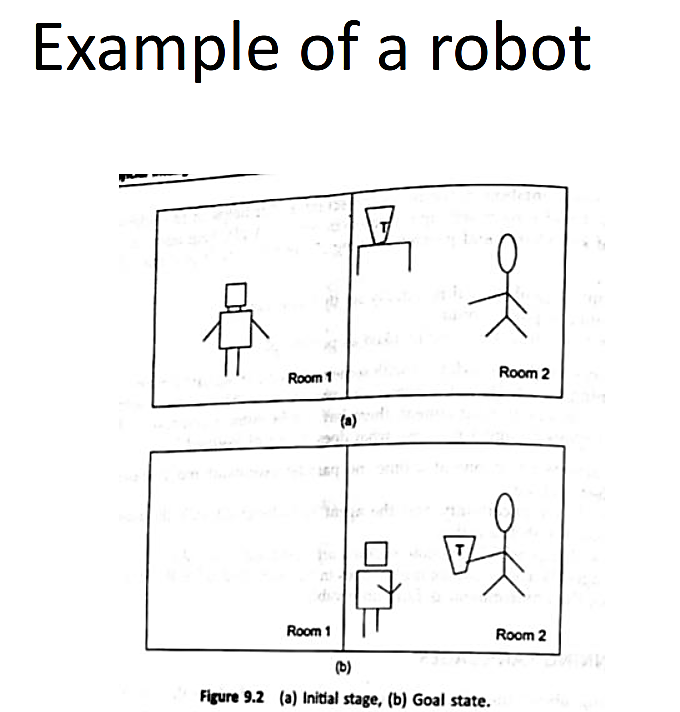 Example of a robot
T
Room 1
Room 2
(a)
T
Room 1
Room 2
(b)
Figure 9.2 (a) Initial stage, (b) Goal state.